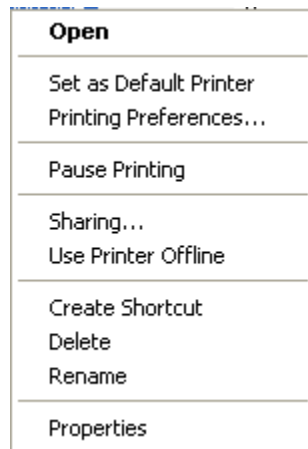 Open
Set as Default Printer
Printing Preferences...
Pause Printing
Sharing...
Use Printer Offline
Create Shortcut
Delete
Rename
Properties